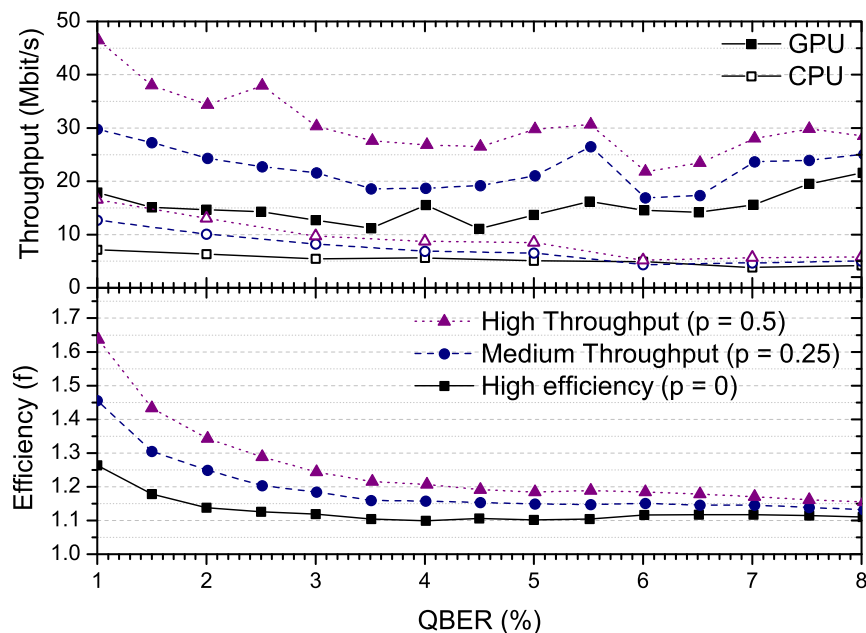 50
40
30
20
10
0
Throughput (Mbit/s)
GPU
CPU
1.7
1.6
1.5
1.4
1.3
1.2
1.1
1.0
Efficiency (f)
High Throughput (p = 0.5)
Medium Throughput (p = 0.25)
High efficiency (p = 0)
1 2 3 4 5 6 7 8
QBER (%)